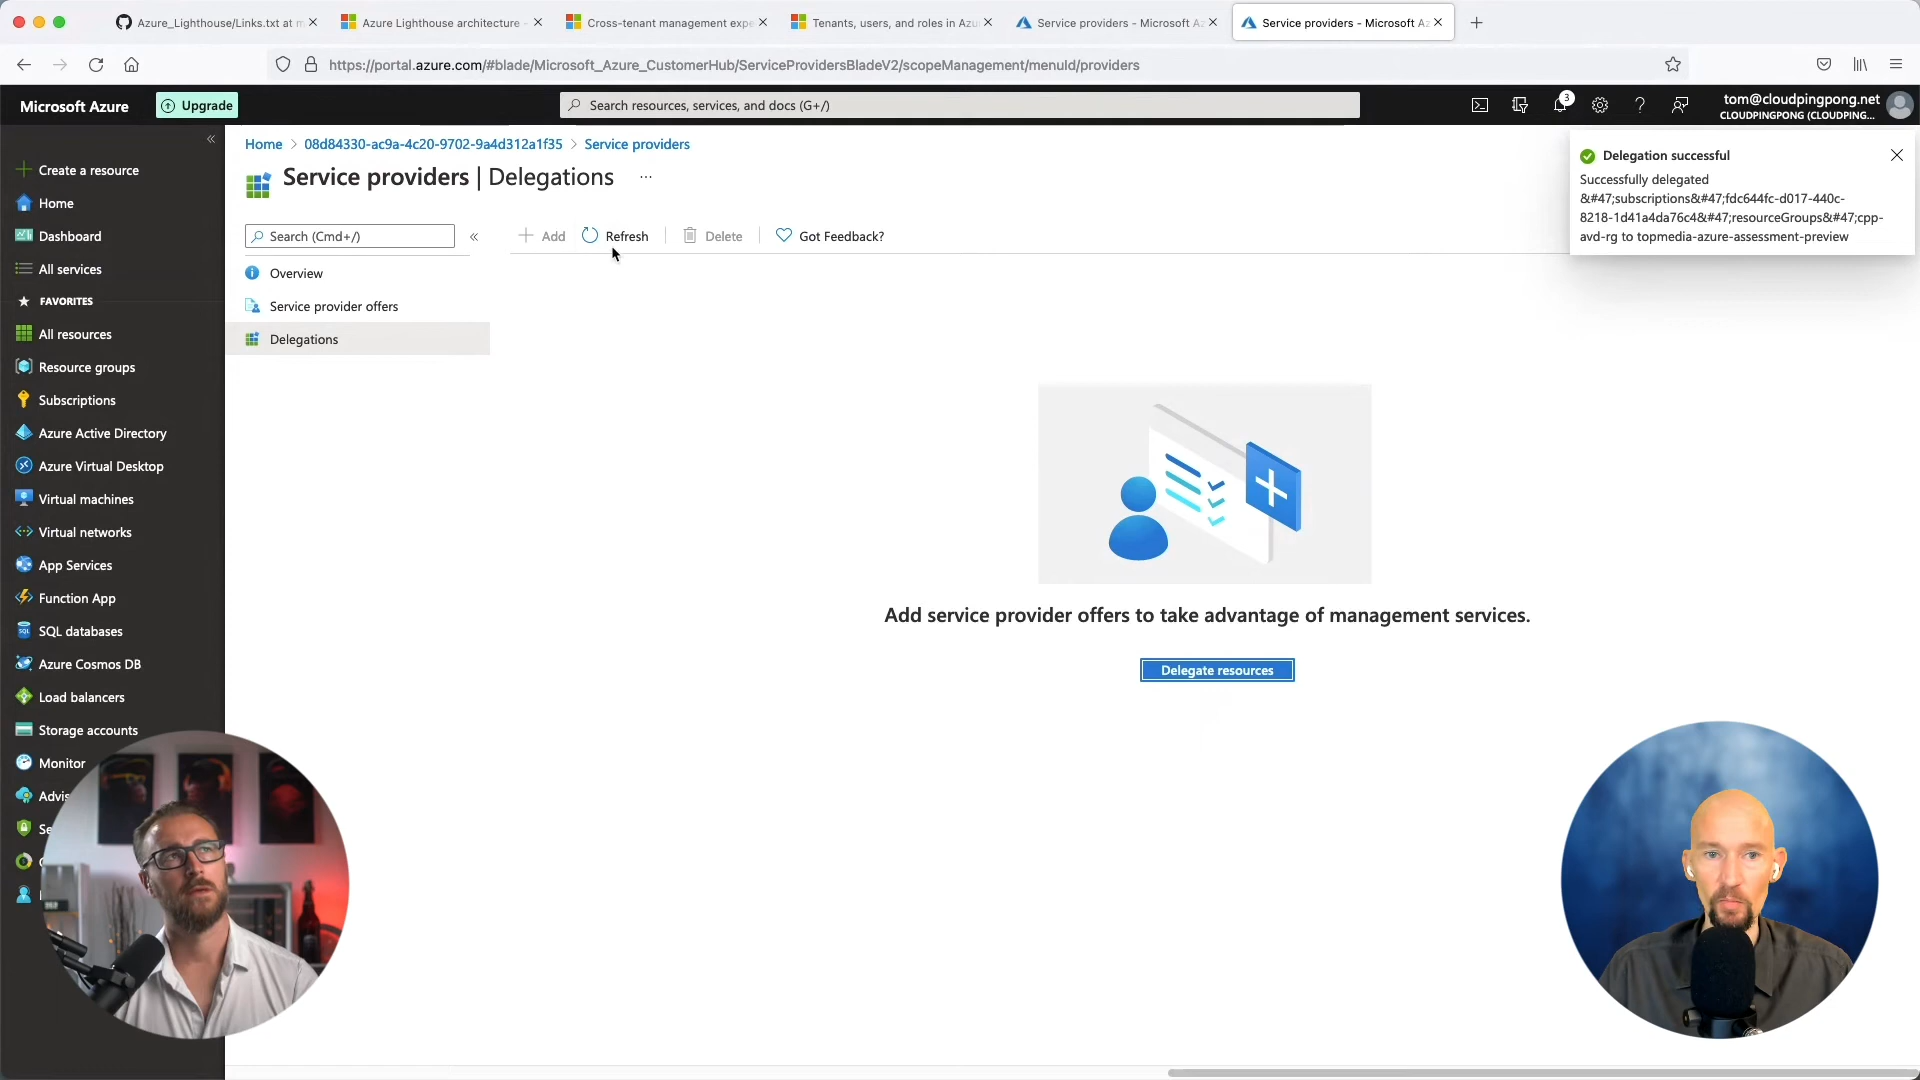 Azure_Lighthouse/Links.txt at m
Azure Lighthouse architecture -
Cross-tenant management expe
Tenants, users, and roles in Azu
Service providers - Microsoft Az
Service providers - Microsoft Az
https://portal.azure.com/#blade/Microsoft_Azure_CustomerHub/ServiceProvidersBladeV2/scopeManagement/menuId/providers
Microsoft Azure
Upgrade
Search resources, services, and docs (G+/)
3
tom@cloudpingpong.net
CLOUDPINGPONG (CLOUDPING...
Create a resource
Home
Dashboard
All services
FAVORITES
All resources
Resource groups
Subscriptions
Azure Active Directory
Azure Virtual Desktop
Virtual machines
Virtual networks
App Services
Function App
SQL databases
Azure Cosmos DB
Load balancers
Storage accounts
Monitor
Advis
Se
Home > 08d84330-ac9a-4c20-9702-9a4d312a1f35 > Service providers
Service providers | Delegations ...
Search (Cmd+/)
Overview
Service provider offers
Delegations
Add
Refresh
Delete
Got Feedback?
Add service provider offers to take advantage of management services.
Delegate resources
Delegation successful
Successfully delegated
&#47;subscriptions&#47;fdc644fc-d017-440c-
8218-1d41a4da76c4&#47;resourceGroups&#47;cpp-
avd-rg to topmedia-azure-assessment-preview